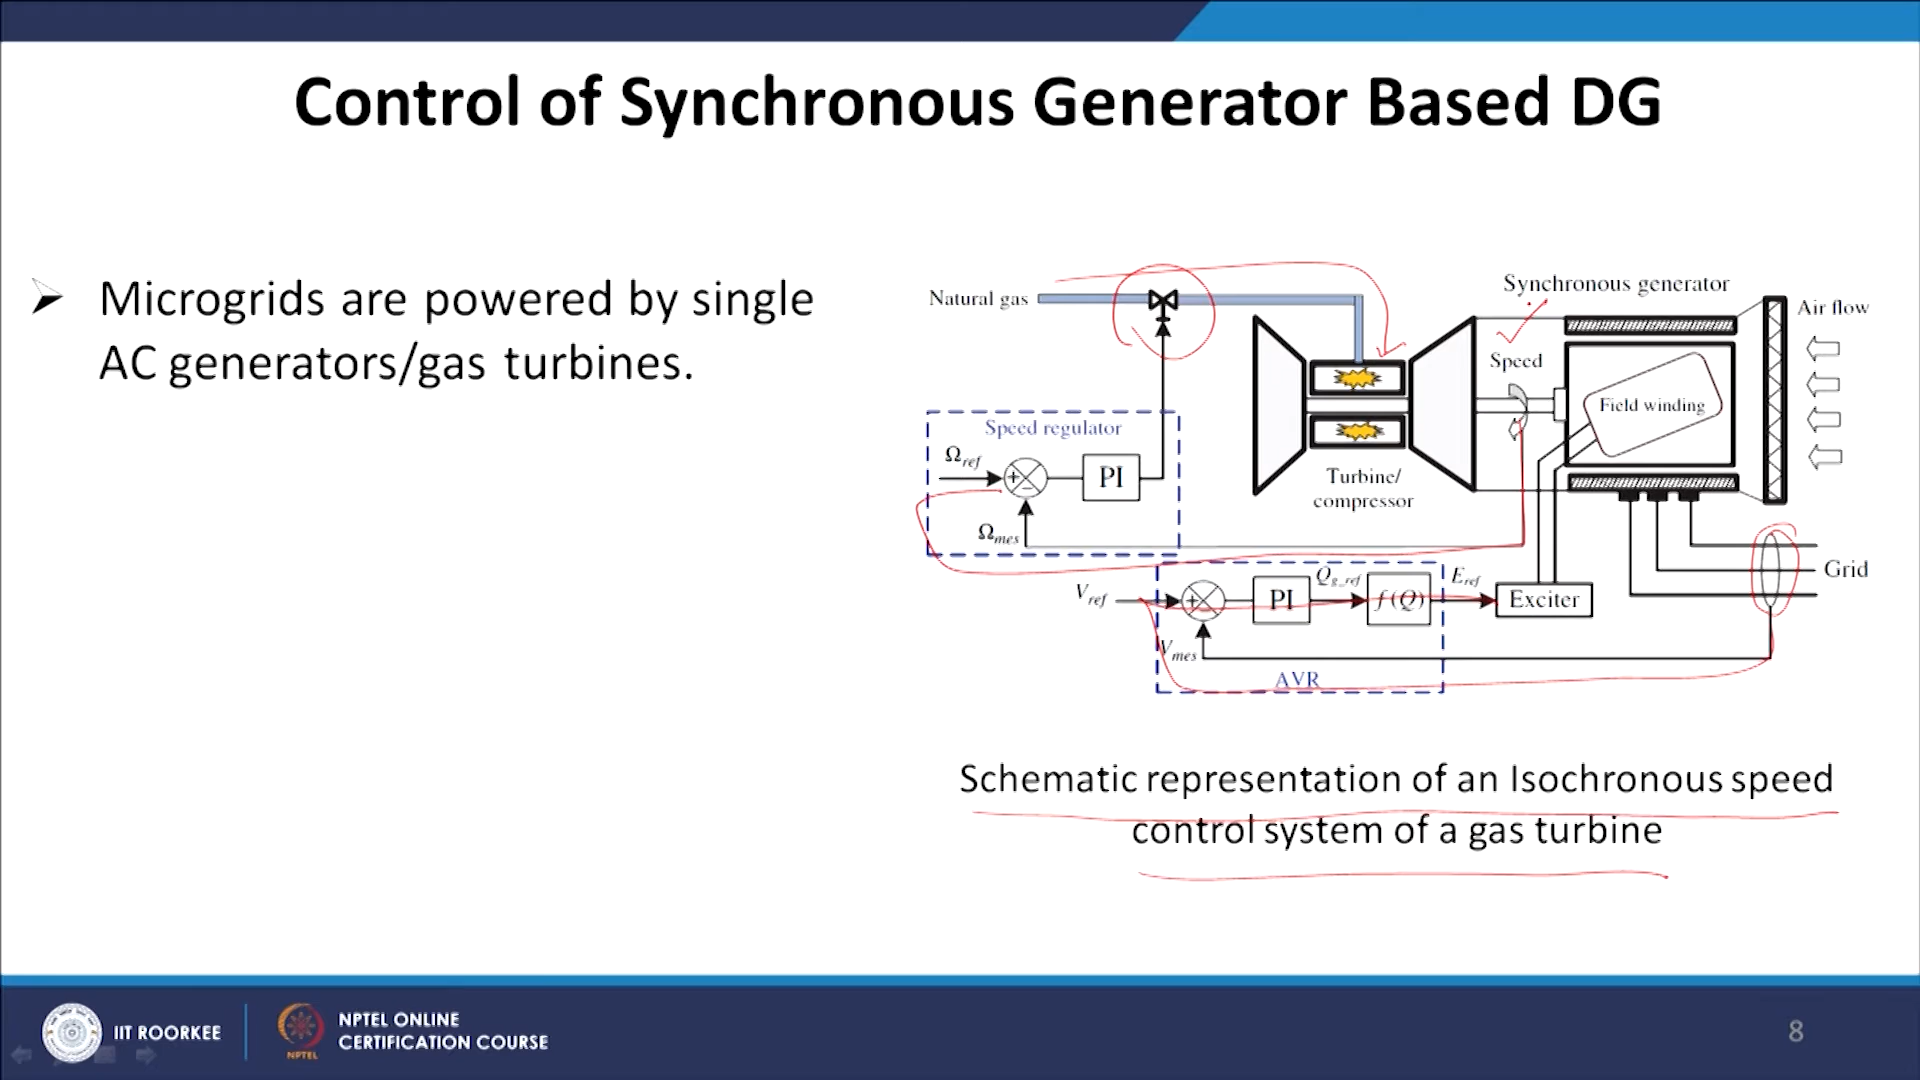 Control of Synchronous Generator Based DG
➢ Microgrids are powered by single
AC generators/gas turbines.
Natural gas
Synchronous generator
Air flow
Speed
Field winding
Speed regulator
Ω_ref
+
−
PI
Ω_mes
Turbine/
compressor
Grid
V_ref
+
PI
Q_g_ref
f(Q)
E_ref
Exciter
V_mes
AVR
Schematic representation of an Isochronous speed
control system of a gas turbine
IIT ROORKEE
NPTEL
NPTEL ONLINE
CERTIFICATION COURSE
8